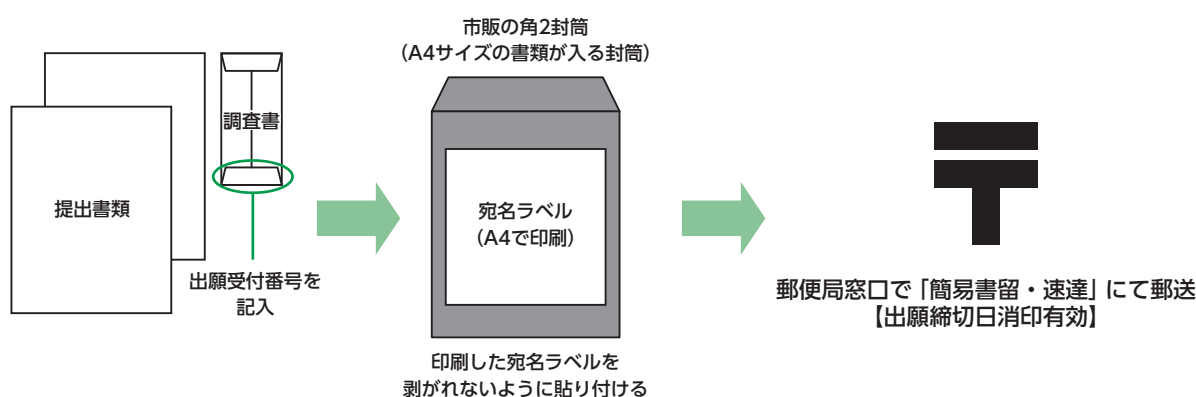 提出書類
調査書
出願受付番号を
記入
市販の角2封筒
（A4サイズの書類が入る封筒）
宛名ラベル
（A4で印刷）
印刷した宛名ラベルを
剥がれないように貼り付ける
郵便局窓口で「簡易書留・速達」にて郵送
【出願締切日消印有効】